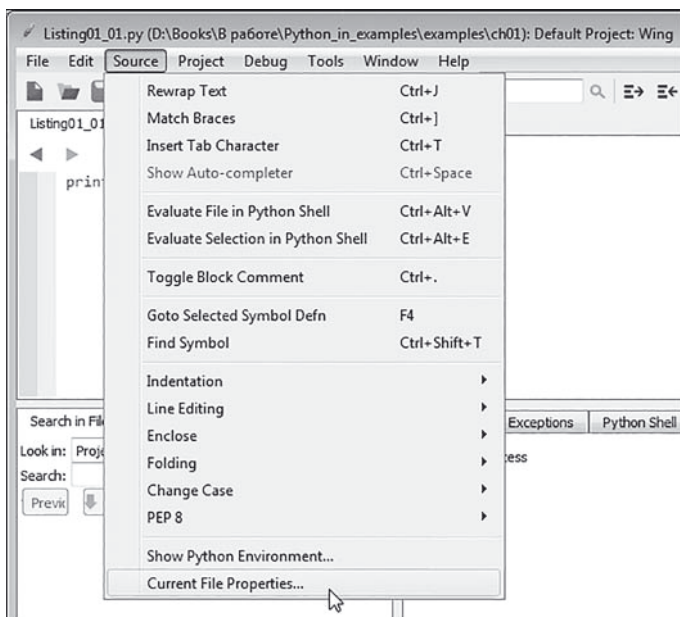 Listing01_01.py (D:\Books\В работе\Python_in_examples\examples\ch01): Default Project: Wing
File Edit Source Project Debug Tools Window Help
Listing01_01
Rewrap Text Ctrl+J
Match Braces Ctrl+]
Insert Tab Character Ctrl+T
Show Auto-completer Ctrl+Space
Evaluate File in Python Shell Ctrl+Alt+V
Evaluate Selection in Python Shell Ctrl+Alt+E
Toggle Block Comment Ctrl+.
Goto Selected Symbol Defn F4
Find Symbol Ctrl+Shift+T
Indentation
Line Editing
Enclose
Folding
Change Case
PEP 8
Show Python Environment...
Current File Properties...
Search in
Exceptions Python Shell
Look in:
Search: